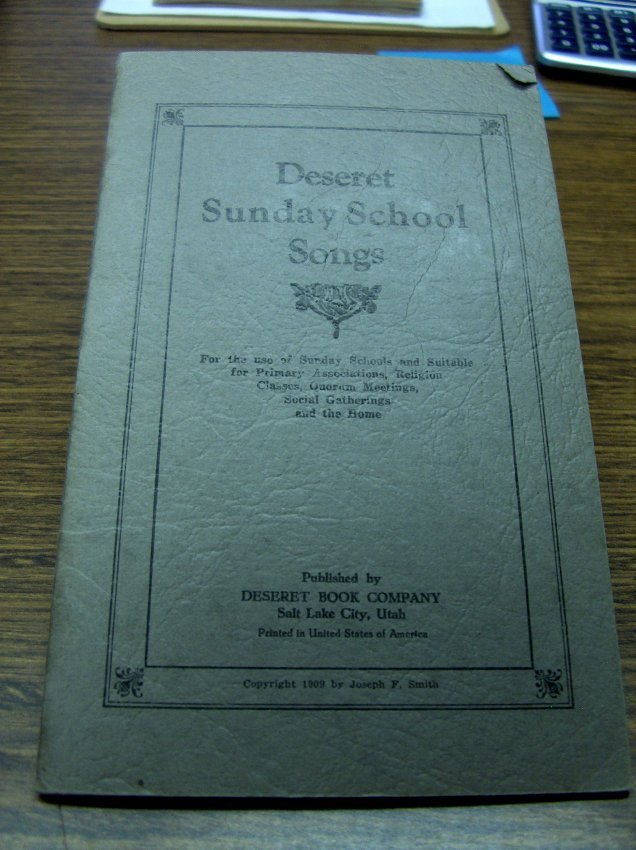 Deseret
Sunday School
Songs
For the use of Sunday Schools and Suitable
for Primary Associations, Religion
Classes, Quorum Meetings,
Social Gatherings
and the Home
Published by
DESERET BOOK COMPANY
Salt Lake City, Utah
Printed in United States of America
Copyright 1909 by Joseph F. Smith